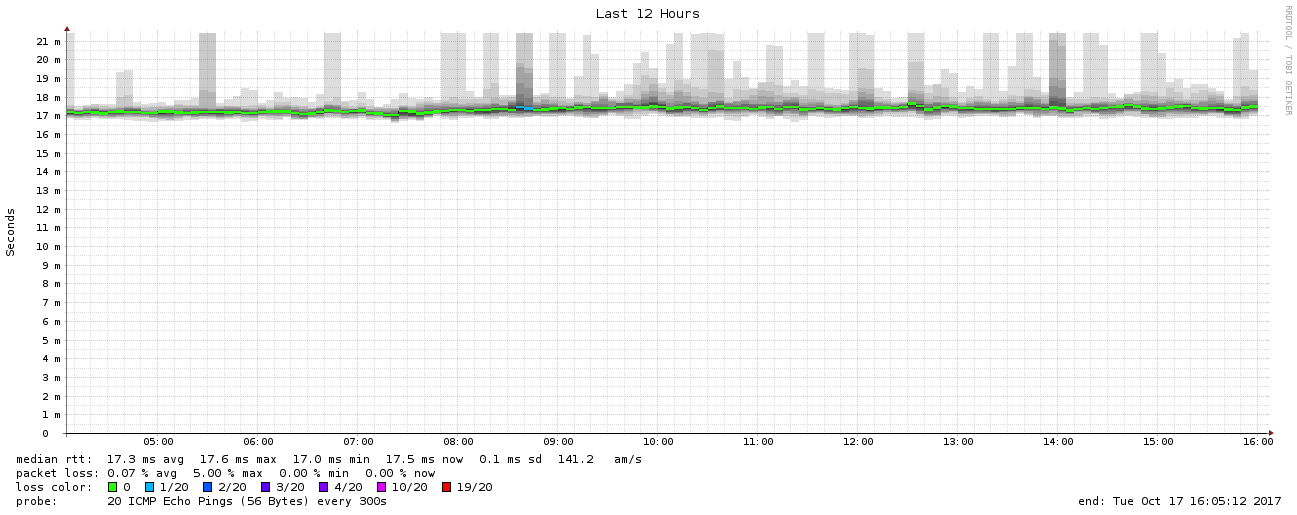 Last 12 Hours
RRDTOOL / TOBI OETIKER
Seconds
21 m
20 m
19 m
18 m
17 m
16 m
15 m
14 m
13 m
12 m
11 m
10 m
9 m
8 m
7 m
6 m
5 m
4 m
3 m
2 m
1 m
0
05:00 06:00 07:00 08:00 09:00 10:00 11:00 12:00 13:00 14:00 15:00 16:00
median rtt: 17.3 ms avg 17.6 ms max 17.0 ms min 17.5 ms now 0.1 ms sd 141.2 am/s
packet loss: 0.07 % avg 5.00 % max 0.00 % min 0.00 % now
loss color: 0 1/20 2/20 3/20 4/20 10/20 19/20
probe: 20 ICMP Echo Pings (56 Bytes) every 300s
end: Tue Oct 17 16:05:12 2017